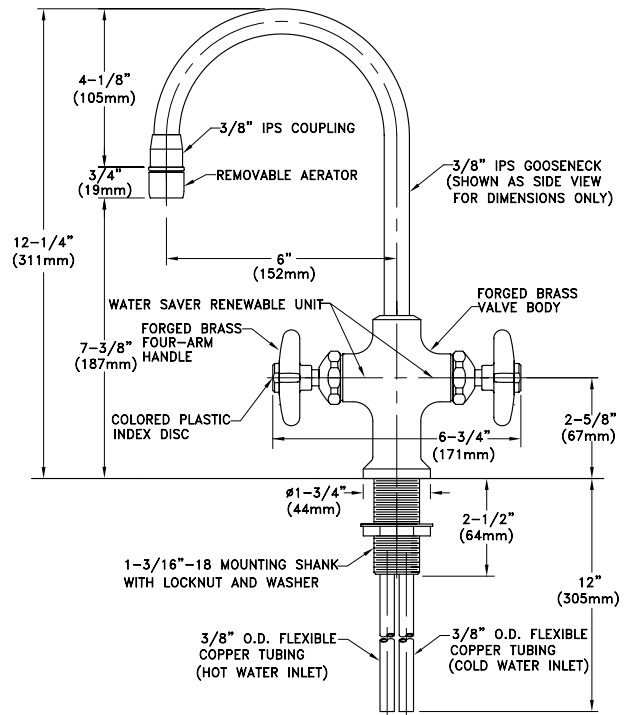 4-1/8"
(105mm)
3/8" IPS COUPLING
3/4"
(19mm)
REMOVABLE AERATOR
3/8" IPS GOOSENECK
(SHOWN AS SIDE VIEW
FOR DIMENSIONS ONLY)
12-1/4"
(311mm)
6"
(152mm)
WATER SAVER RENEWABLE UNIT
FORGED BRASS
VALVE BODY
FORGED BRASS
FOUR-ARM
HANDLE
7-3/8"
(187mm)
COLORED PLASTIC
INDEX DISC
6-3/4"
(171mm)
2-5/8"
(67mm)
ø1-3/4"
(44mm)
2-1/2"
(64mm)
1-3/16"-18 MOUNTING SHANK
WITH LOCKNUT AND WASHER
12"
(305mm)
3/8" O.D. FLEXIBLE
COPPER TUBING
(HOT WATER INLET)
3/8" O.D. FLEXIBLE
COPPER TUBING
(COLD WATER INLET)